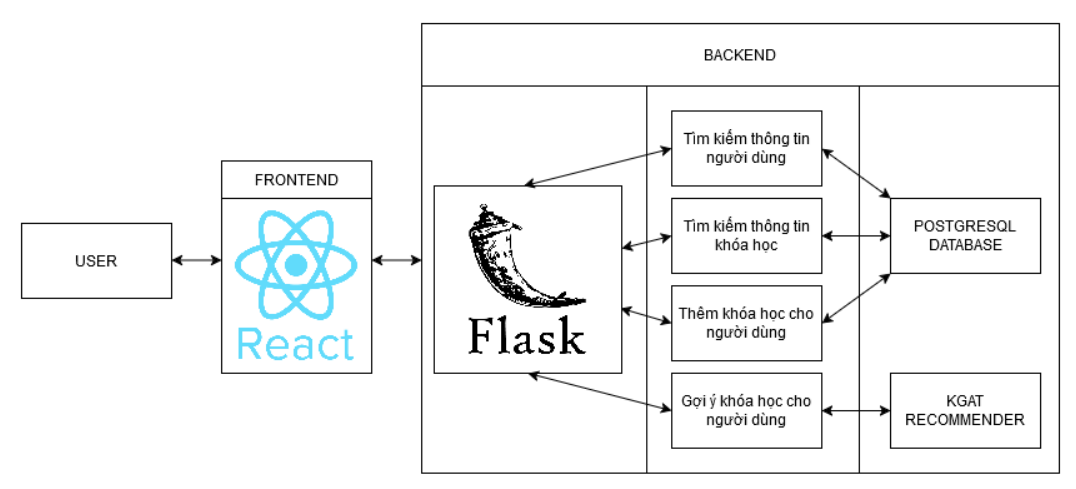 BACKEND
Tìm kiếm thông tin
người dùng
FRONTEND
Tìm kiếm thông tin
khóa học
POSTGRESQL
DATABASE
USER
React
Flask
Thêm khóa học cho
người dùng
Gợi ý khóa học cho
người dùng
KGAT
RECOMMENDER